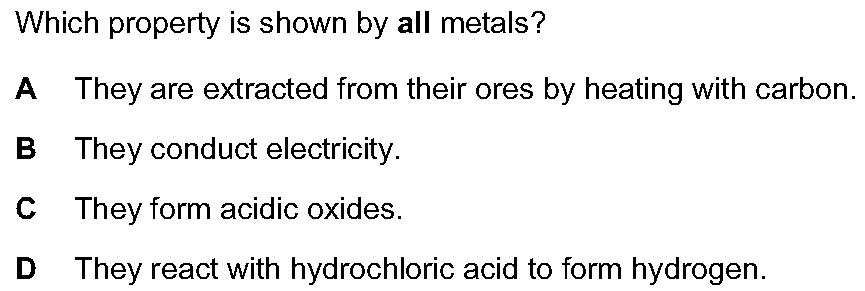 Which property is shown by all metals?
A They are extracted from their ores by heating with carbon.
B They conduct electricity.
C They form acidic oxides.
D They react with hydrochloric acid to form hydrogen.